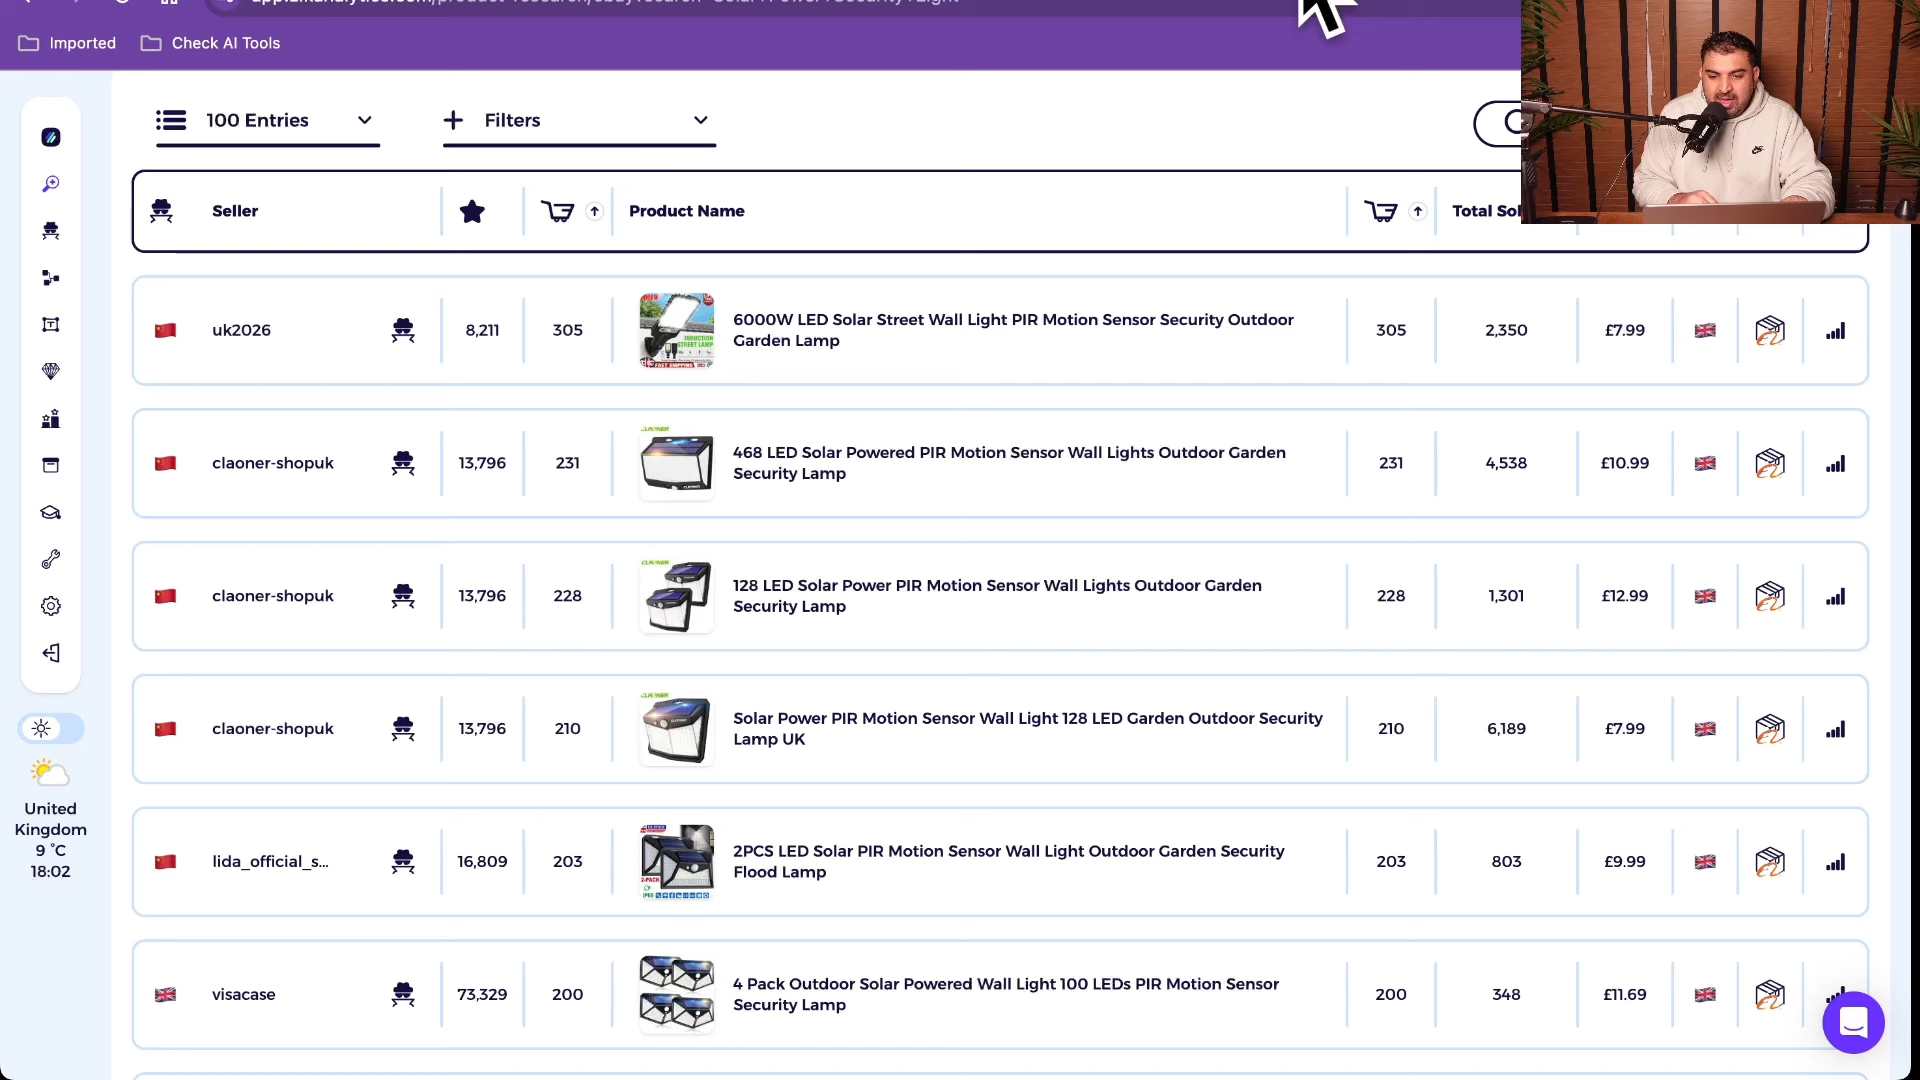 Imported
Check AI Tools
100 Entries
Filters
Seller
Product Name
Total Sol
uk2026
8,211
305
6000W LED Solar Street Wall Light PIR Motion Sensor Security Outdoor
Garden Lamp
305
2,350
£7.99
claoner-shopuk
13,796
231
468 LED Solar Powered PIR Motion Sensor Wall Lights Outdoor Garden
Security Lamp
231
4,538
£10.99
claoner-shopuk
13,796
228
128 LED Solar Power PIR Motion Sensor Wall Lights Outdoor Garden
Security Lamp
228
1,301
£12.99
claoner-shopuk
13,796
210
Solar Power PIR Motion Sensor Wall Light 128 LED Garden Outdoor Security
Lamp UK
210
6,189
£7.99
lida_official_s...
16,809
203
2PCS LED Solar PIR Motion Sensor Wall Light Outdoor Garden Security
Flood Lamp
203
803
£9.99
visacase
73,329
200
4 Pack Outdoor Solar Powered Wall Light 100 LEDs PIR Motion Sensor
Security Lamp
200
348
£11.69
United
Kingdom
9 °C
18:02